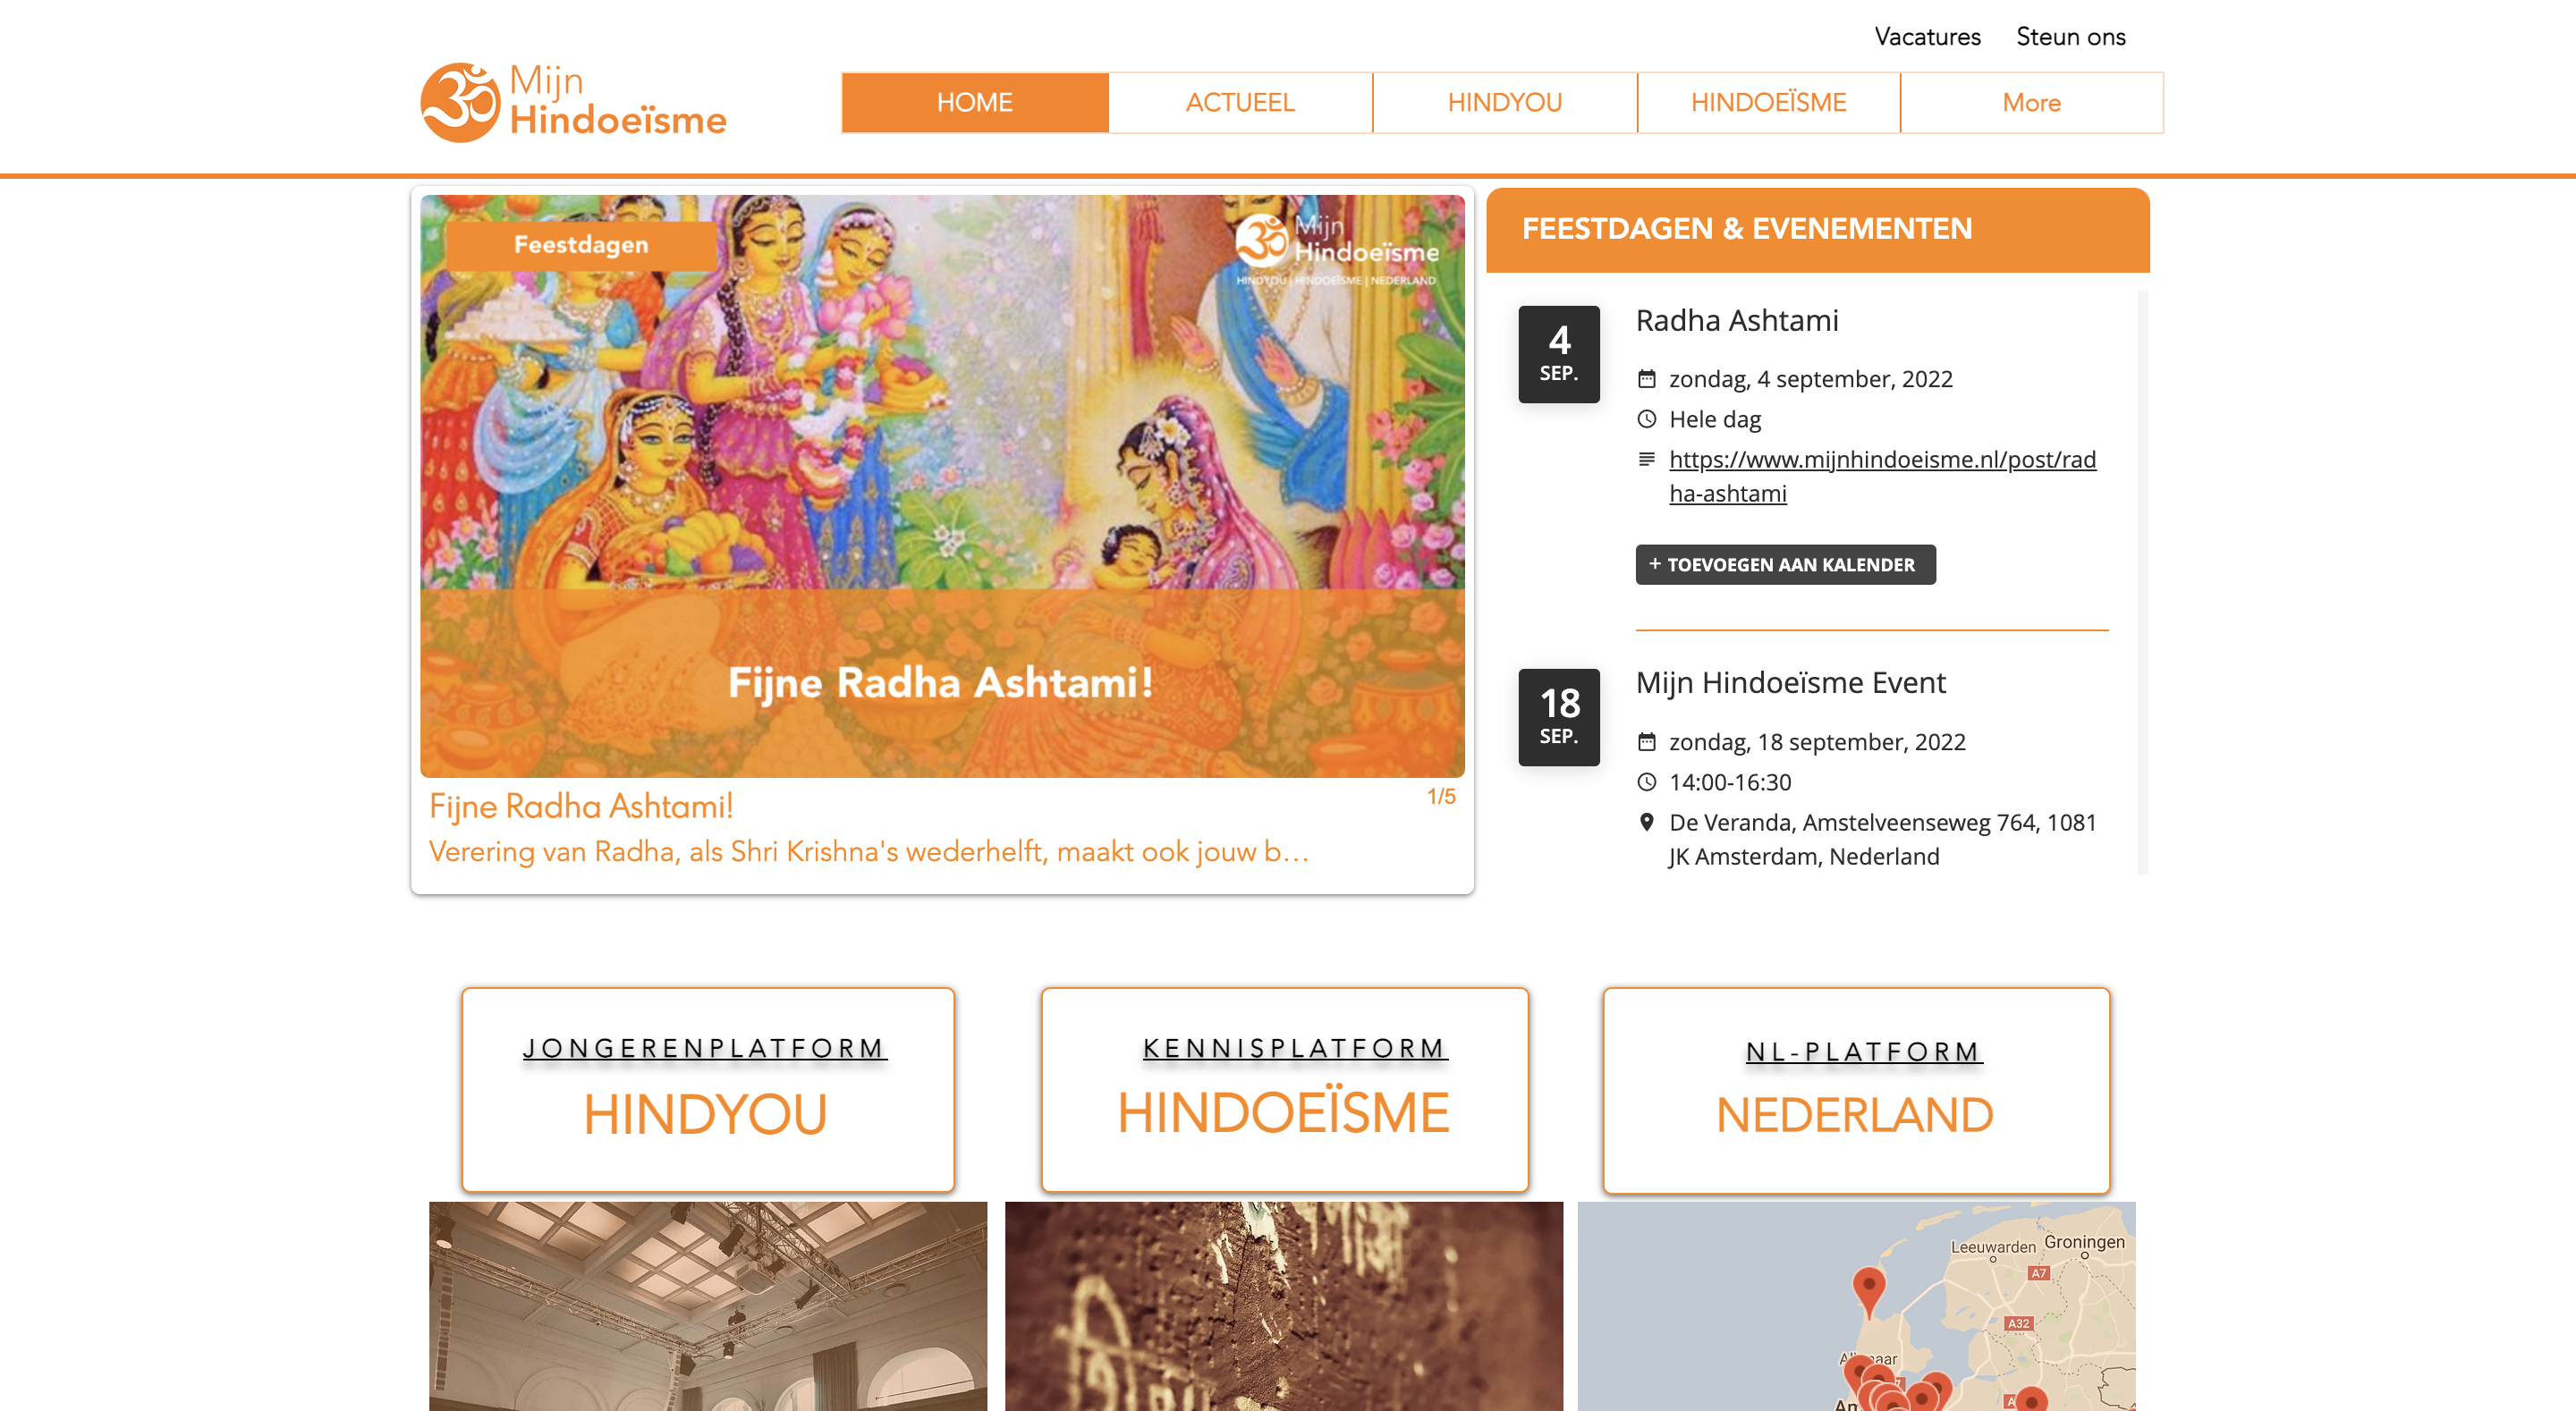 Vacatures Steun ons
Mijn
Hindoeïsme
HOME ACTUEEL HINDYOU HINDOEÏSME More
Feestdagen
Mijn
Hindoeïsme
HINDYOU | HINDOEÏSME | NEDERLAND
Fijne Radha Ashtami!
Fijne Radha Ashtami!
1/5
Verering van Radha, als Shri Krishna's wederhelft, maakt ook jouw b...
FEESTDAGEN & EVENEMENTEN
4
SEP.
Radha Ashtami
zondag, 4 september, 2022
Hele dag
https://www.mijnhindoeisme.nl/post/rad
ha-ashtami
+ TOEVOEGEN AAN KALENDER
18
SEP.
Mijn Hindoeïsme Event
zondag, 18 september, 2022
14:00-16:30
De Veranda, Amstelveenseweg 764, 1081
JK Amsterdam, Nederland
JONGERENPLATFORM
HINDYOU
KENNISPLATFORM
HINDOEÏSME
NL-PLATFORM
NEDERLAND
Leeuwarden Groningen
A7
A32